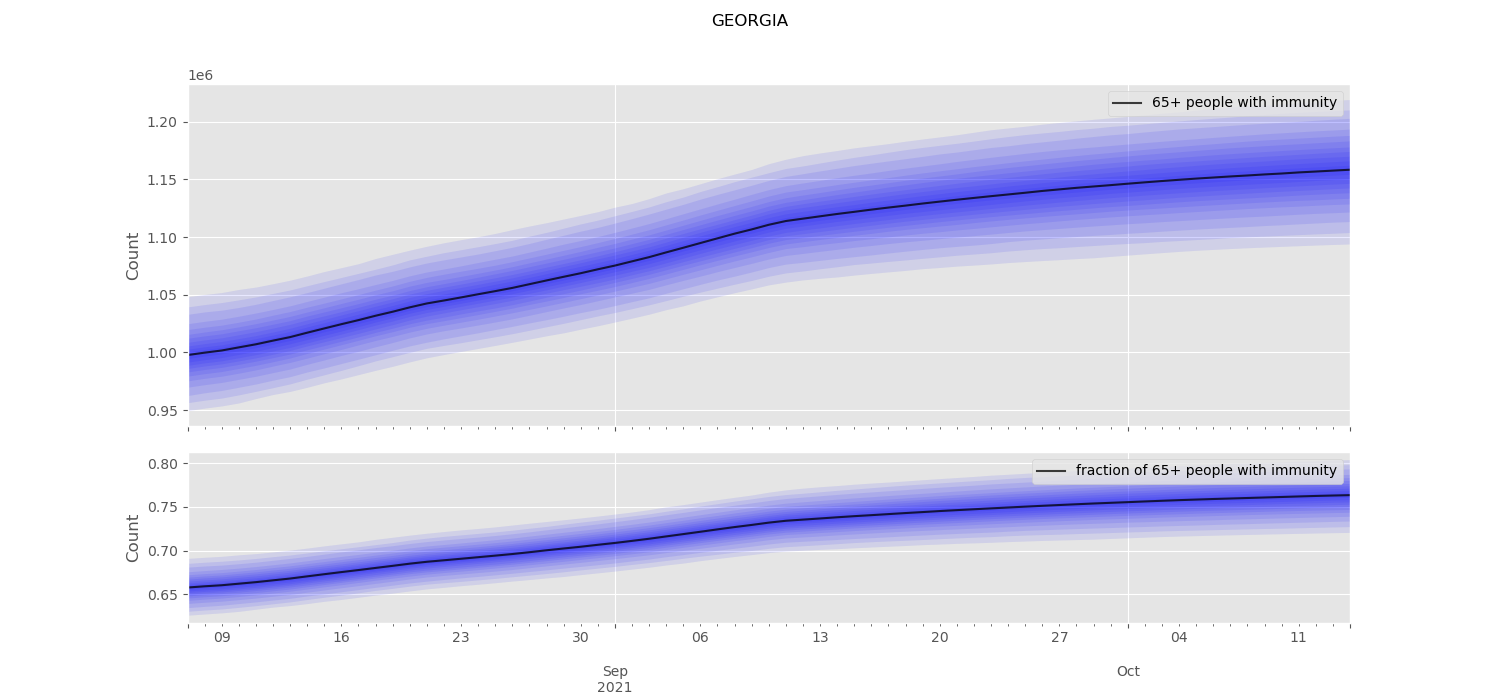 GEORGIA
1e6
65+ people with immunity
1.20
1.15
1.10
1.05
1.00
0.95
Count
fraction of 65+ people with immunity
0.80
0.75
0.70
0.65
Count
09 16 23 30 06 13 20 27 04 11
Sep Oct
2021